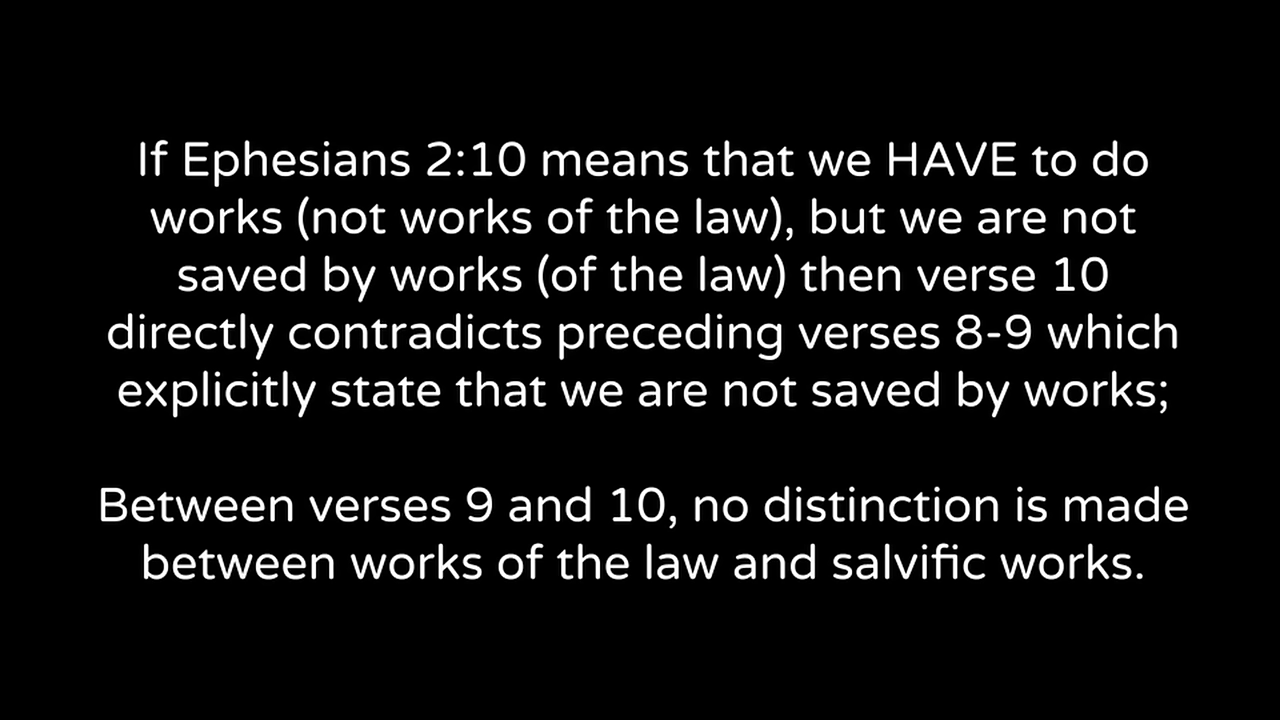 If Ephesians 2:10 means that we HAVE to do
works (not works of the law), but we are not
saved by works (of the law) then verse 10
directly contradicts preceding verses 8-9 which
explicitly state that we are not saved by works;
Between verses 9 and 10, no distinction is made
between works of the law and salvific works.